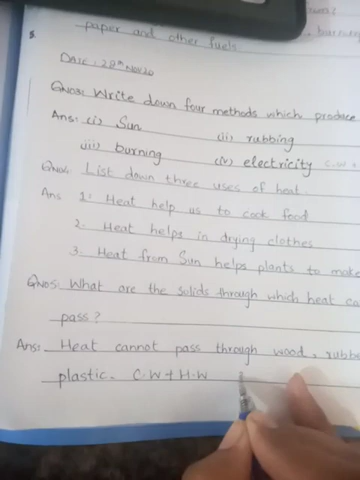 paper and other fuels
Date: 28th Nov 20
Qno3: Write down four methods which produce
Ans: (i) Sun (ii) rubbing
(iii) burning (iv) electricity C.W +
Qno4: List down three uses of heat
Ans 1. Heat help us to cook food
2. Heat helps in drying clothes
3. Heat from Sun helps plants to make
Qno5: What are the solids through which heat ca
pass?
Ans: Heat cannot pass through wood, rubbe
plastic. C.W + H.W